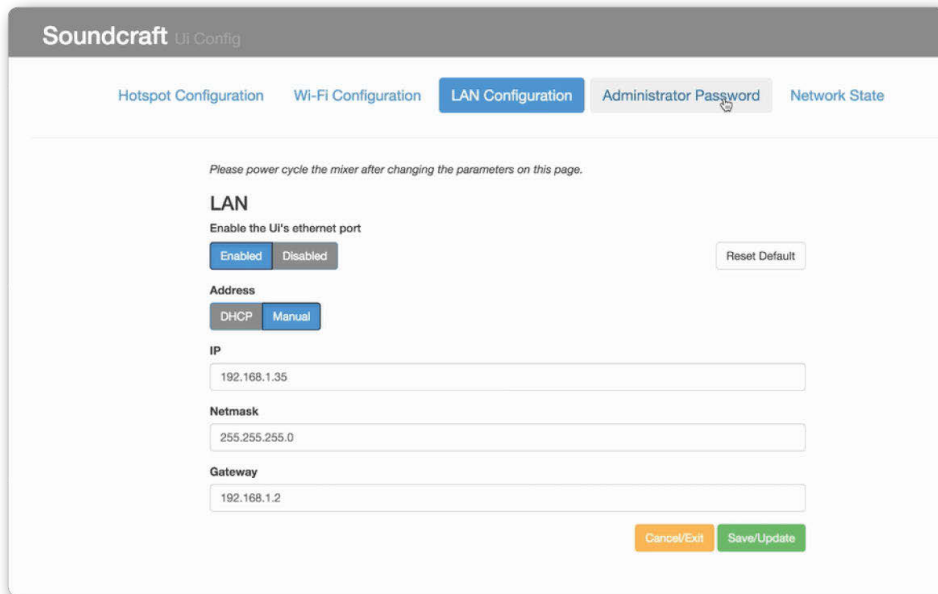 Soundcraft Ui Config
Hotspot Configuration Wi-Fi Configuration LAN Configuration Administrator Password Network State
Please power cycle the mixer after changing the parameters on this page.
LAN
Enable the Ui's ethernet port
Enabled Disabled Reset Default
Address
DHCP Manual
IP
192.168.1.35
Netmask
255.255.255.0
Gateway
192.168.1.2
Cancel/Exit Save/Update